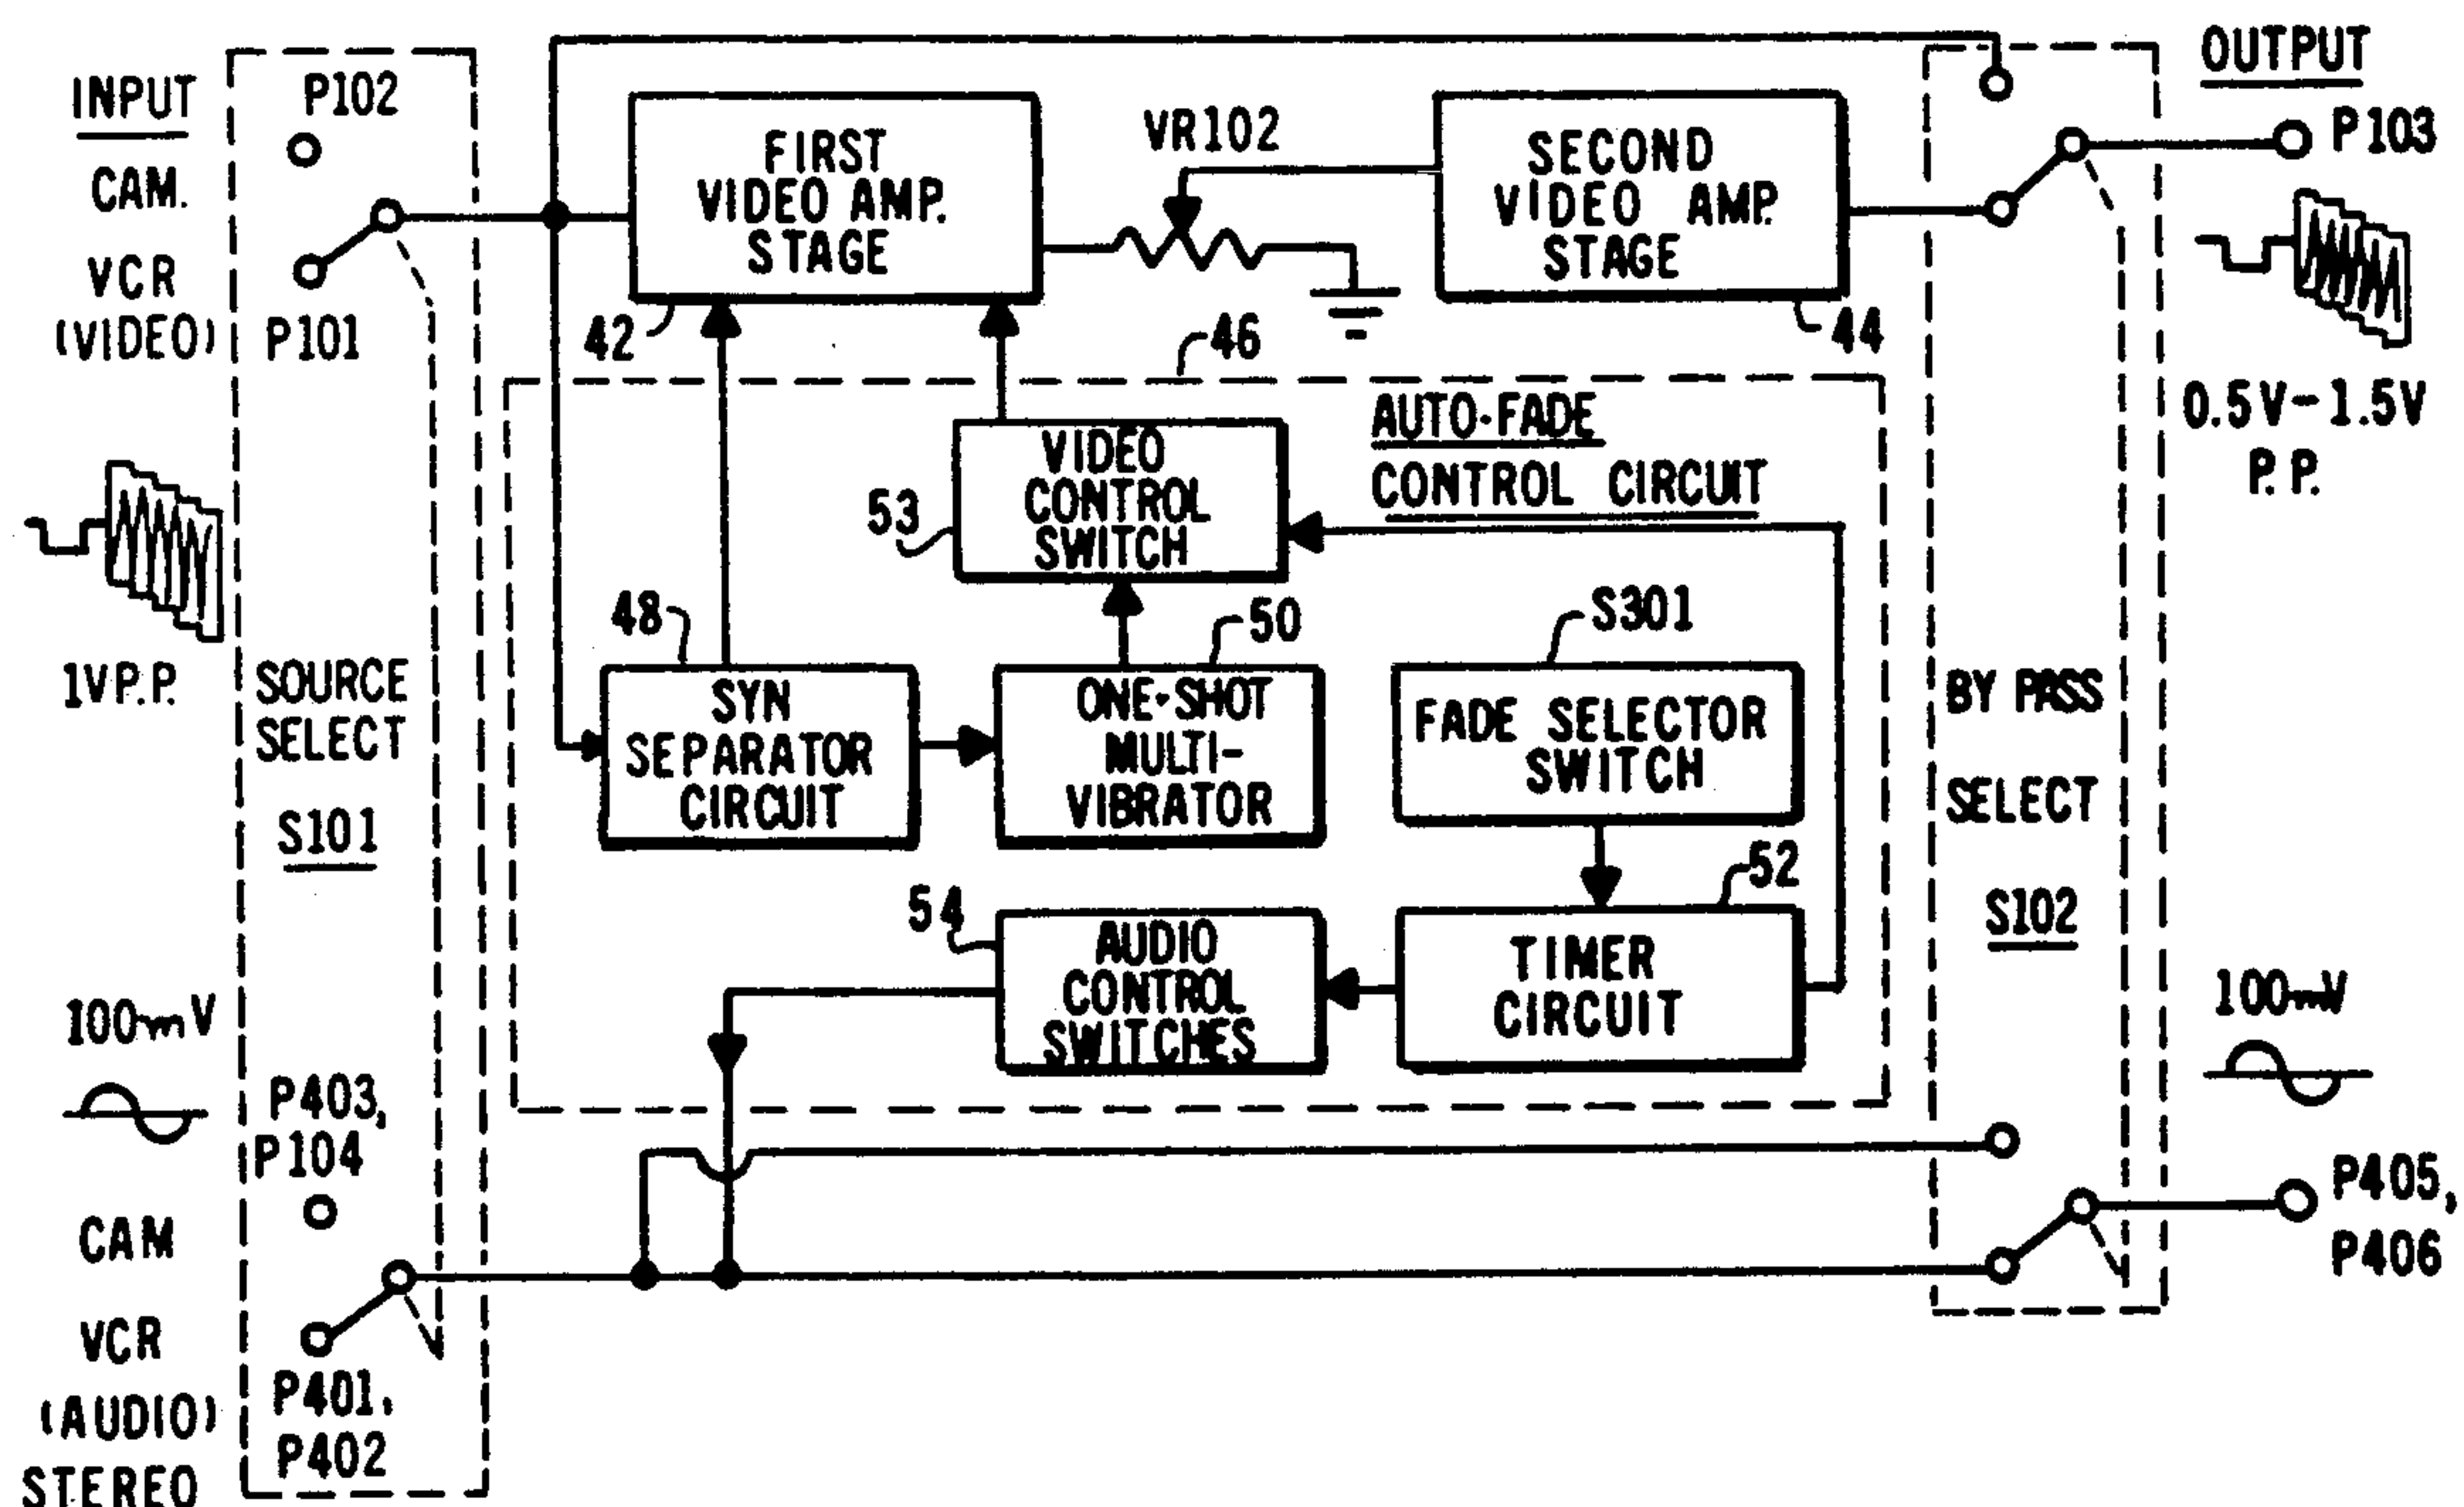 INPUT
P102
CAM.
VCR
(VIDEO)
P101
1V P.P.
SOURCE
SELECT
S101
100mV
P403,
P104
CAM
VCR
(AUDIO)
STEREO
P401,
P402
FIRST
VIDEO AMP.
STAGE
42
VR102
SECOND
VIDEO AMP.
STAGE
44
46
AUTO-FADE
CONTROL CIRCUIT
VIDEO
CONTROL
SWITCH
53
48
SYN
SEPARATOR
CIRCUIT
50
ONE-SHOT
MULTI-
VIBRATOR
S301
FADE SELECTOR
SWITCH
54
AUDIO
CONTROL
SWITCHES
52
TIMER
CIRCUIT
BY PASS
SELECT
S102
OUTPUT
P103
0.5V-1.5V
P.P.
100mV
P405,
P406